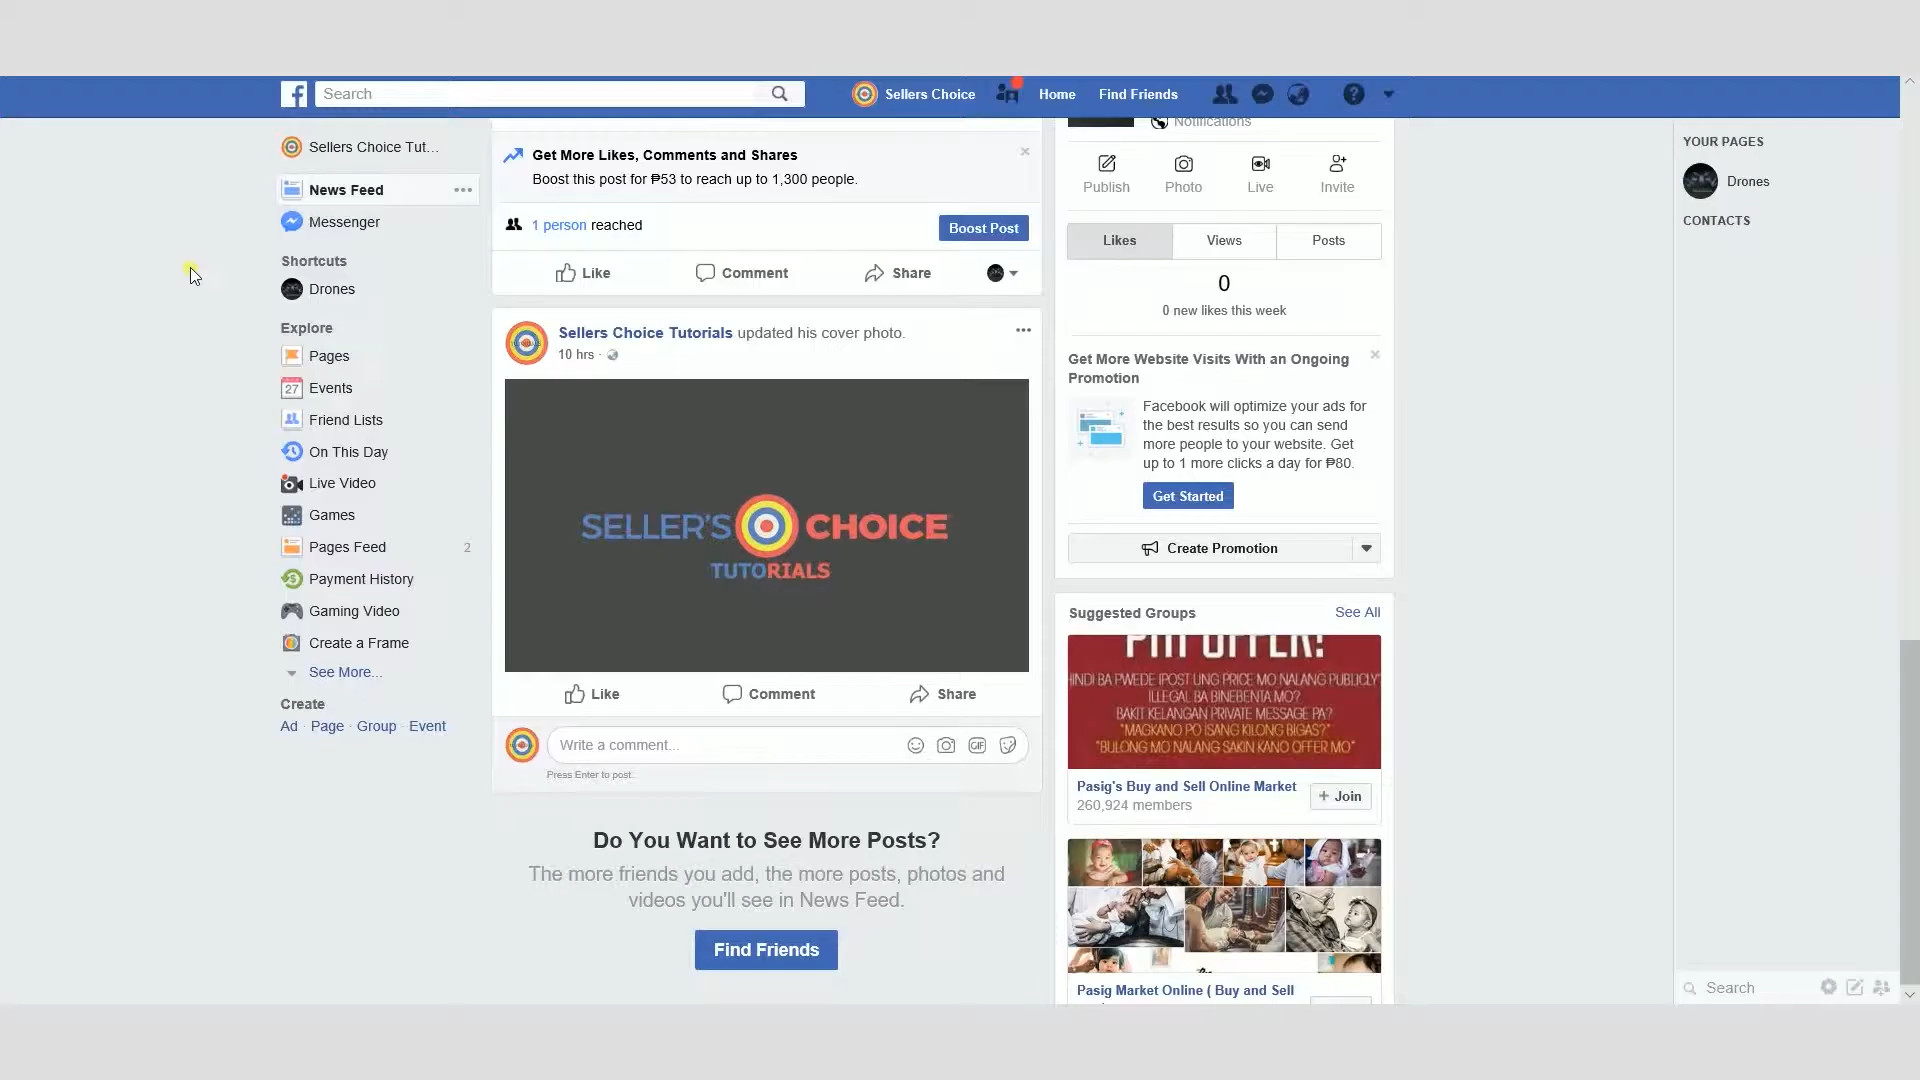 Search
Sellers Choice
Home
Find Friends
Sellers Choice Tut...
News Feed
Messenger
Shortcuts
Drones
Explore
Pages
27
Events
Friend Lists
On This Day
Live Video
Games
Pages Feed 2
Payment History
Gaming Video
Create a Frame
See More...
Create
Ad · Page · Group · Event
Get More Likes, Comments and Shares
Boost this post for ₱53 to reach up to 1,300 people.
1 person reached
Boost Post
Like Comment Share
Sellers Choice Tutorials updated his cover photo.
10 hrs ·
SELLER'S CHOICE
TUTORIALS
Like Comment Share
Write a comment...
GIF
Press Enter to post.
Do You Want to See More Posts?
The more friends you add, the more posts, photos and
videos you'll see in News Feed.
Find Friends
Notifications
Publish Photo Live Invite
Likes Views Posts
0
0 new likes this week
Get More Website Visits With an Ongoing
Promotion
Facebook will optimize your ads for
the best results so you can send
more people to your website. Get
up to 1 more clicks a day for ₱80.
Get Started
Create Promotion
Suggested Groups See All
OFFER!
HINDI BA PWEDE IPOST UNG PRICE MO NALANG PUBLICLY
ILLEGAL BA BINEBENTA MO?
BAKIT KELANGAN PRIVATE MESSAGE PA?
"MAGKANO PO ISANG KILONG BIGAS?"
"BULONG MO NALANG SAKIN KANO OFFER MO"
Pasig's Buy and Sell Online Market
260,924 members
+ Join
Pasig Market Online ( Buy and Sell
YOUR PAGES
Drones
CONTACTS
Search